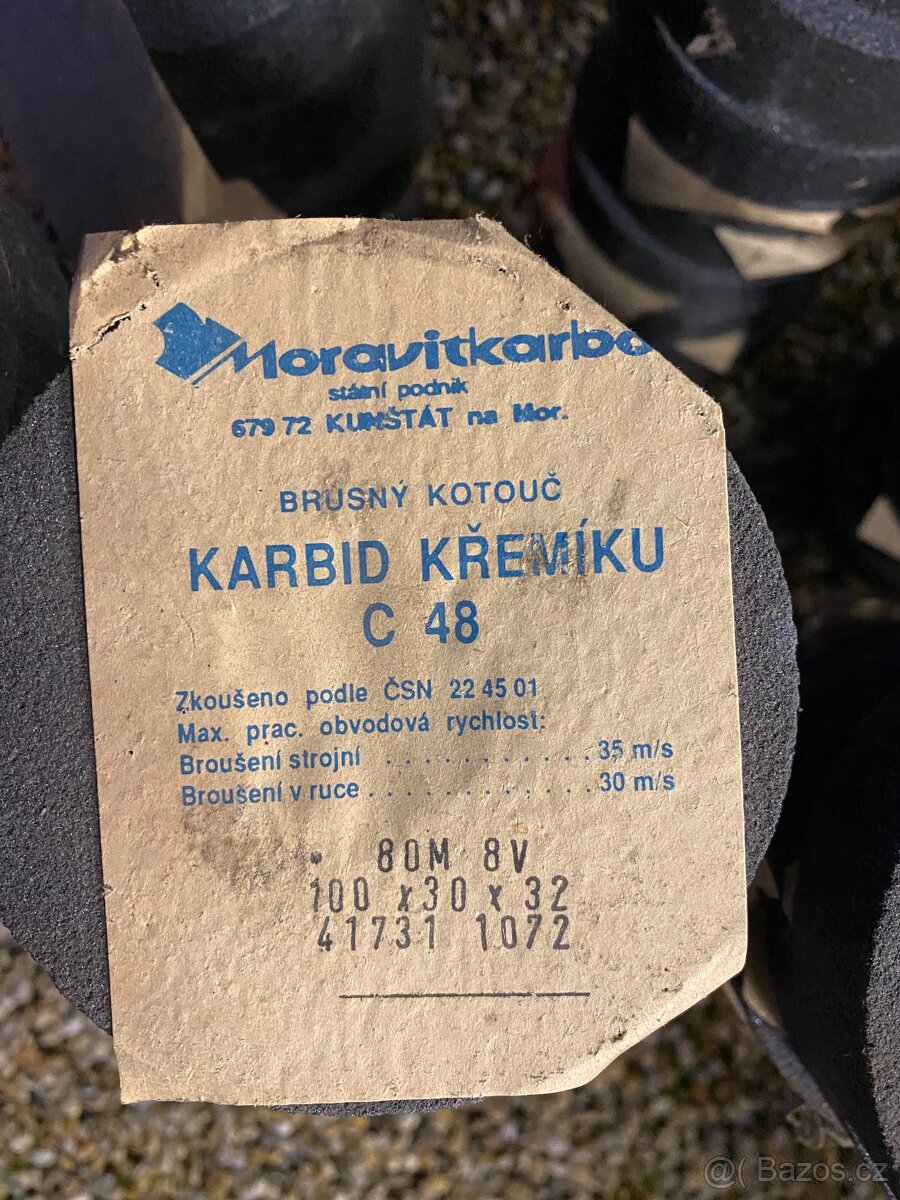 Moravitkarbo
státní podnik
679 72 KUNŠTÁT na Mor.
BRUSNÝ KOTOUČ
KARBID KŘEMÍKU
C 48
Zkoušeno podle ČSN 22 45 01
Max. prac. obvodová rychlost:
Broušení strojní . . . . . . . . . . . 35 m/s
Broušení v ruce . . . . . . . . . . . . 30 m/s
80M 8V
100 x 30 x 32
41731 1072
@( Bazos.cz